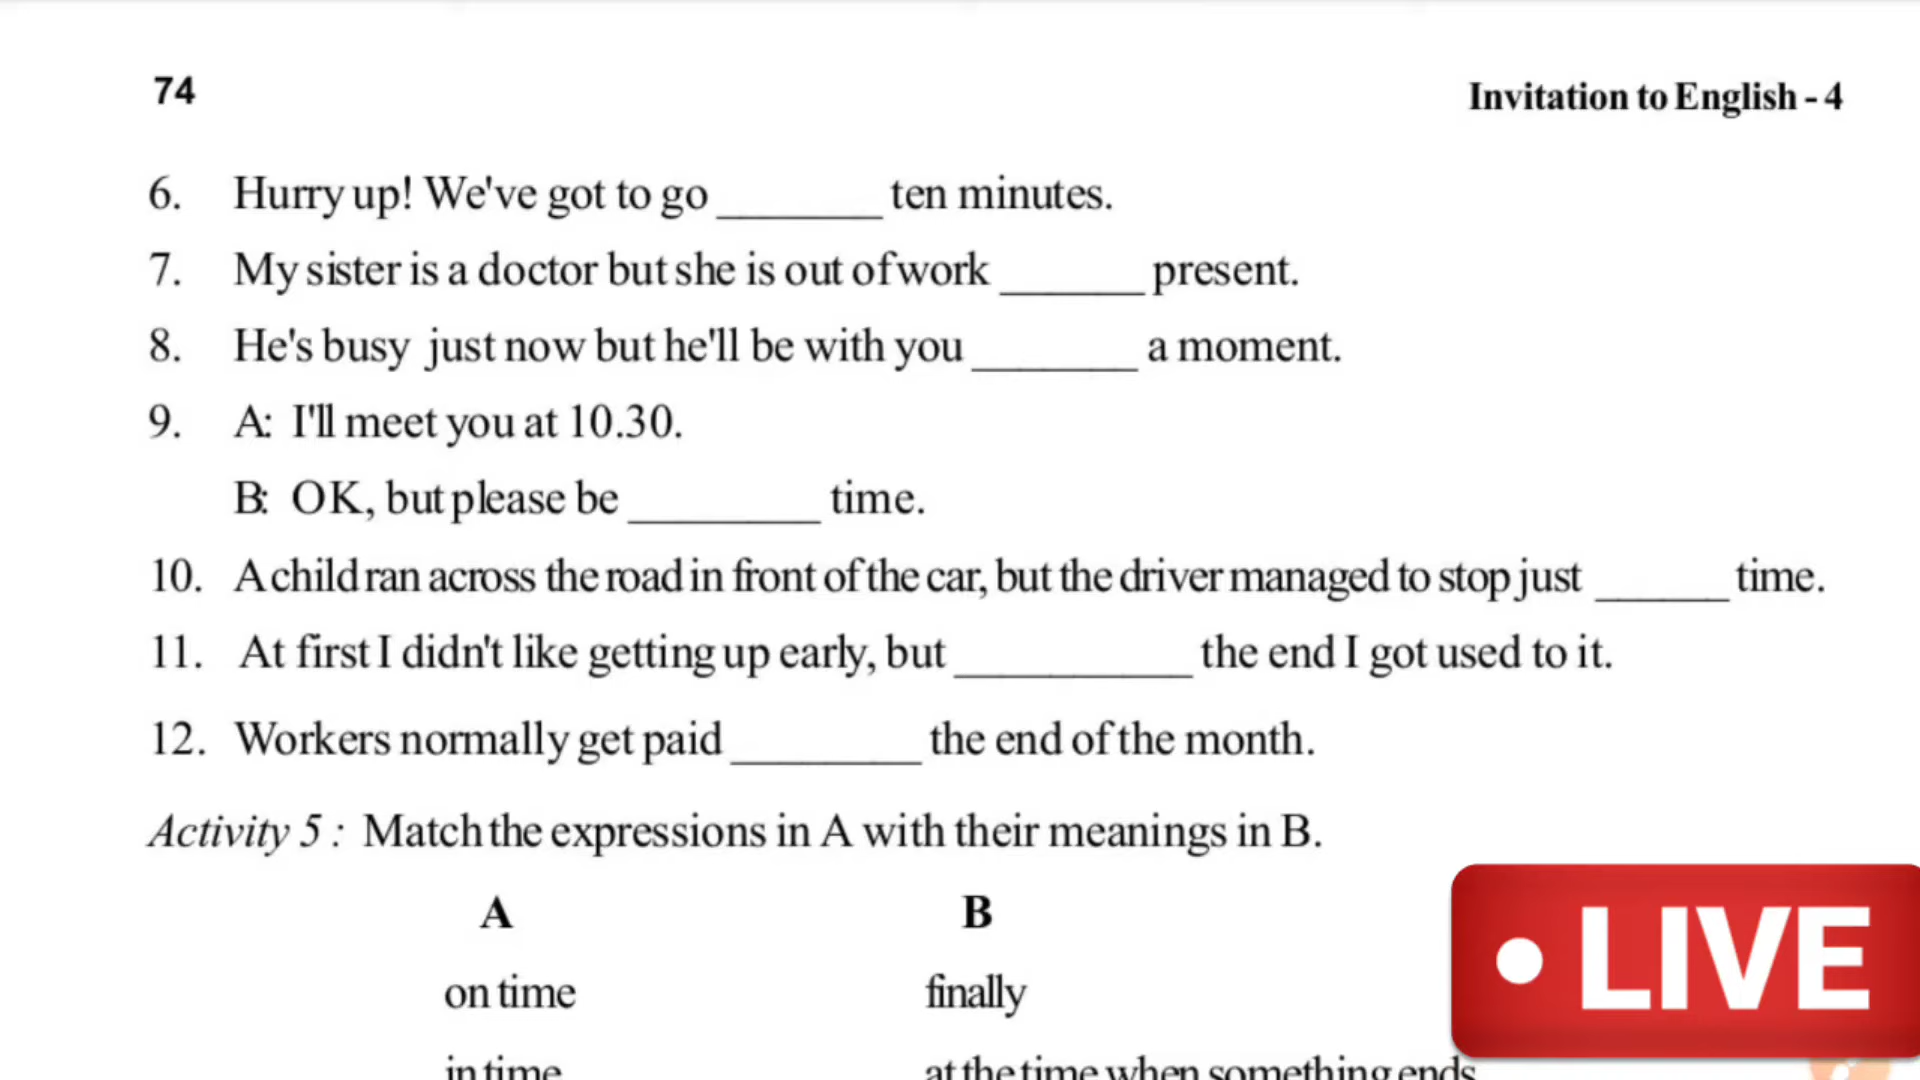 74
Invitation to English - 4
6. Hurry up! We've got to go ________ ten minutes.
7. My sister is a doctor but she is out of work _______ present.
8. He's busy just now but he'll be with you ________ a moment.
9. A: I'll meet you at 10.30.
B: OK, but please be _________ time.
10. A child ran across the road in front of the car, but the driver managed to stop just ______ time.
11. At first I didn't like getting up early, but ___________ the end I got used to it.
12. Workers normally get paid _________ the end of the month.
Activity 5 : Match the expressions in A with their meanings in B.
A B
on time finally
in time at the time when something ends
LIVE